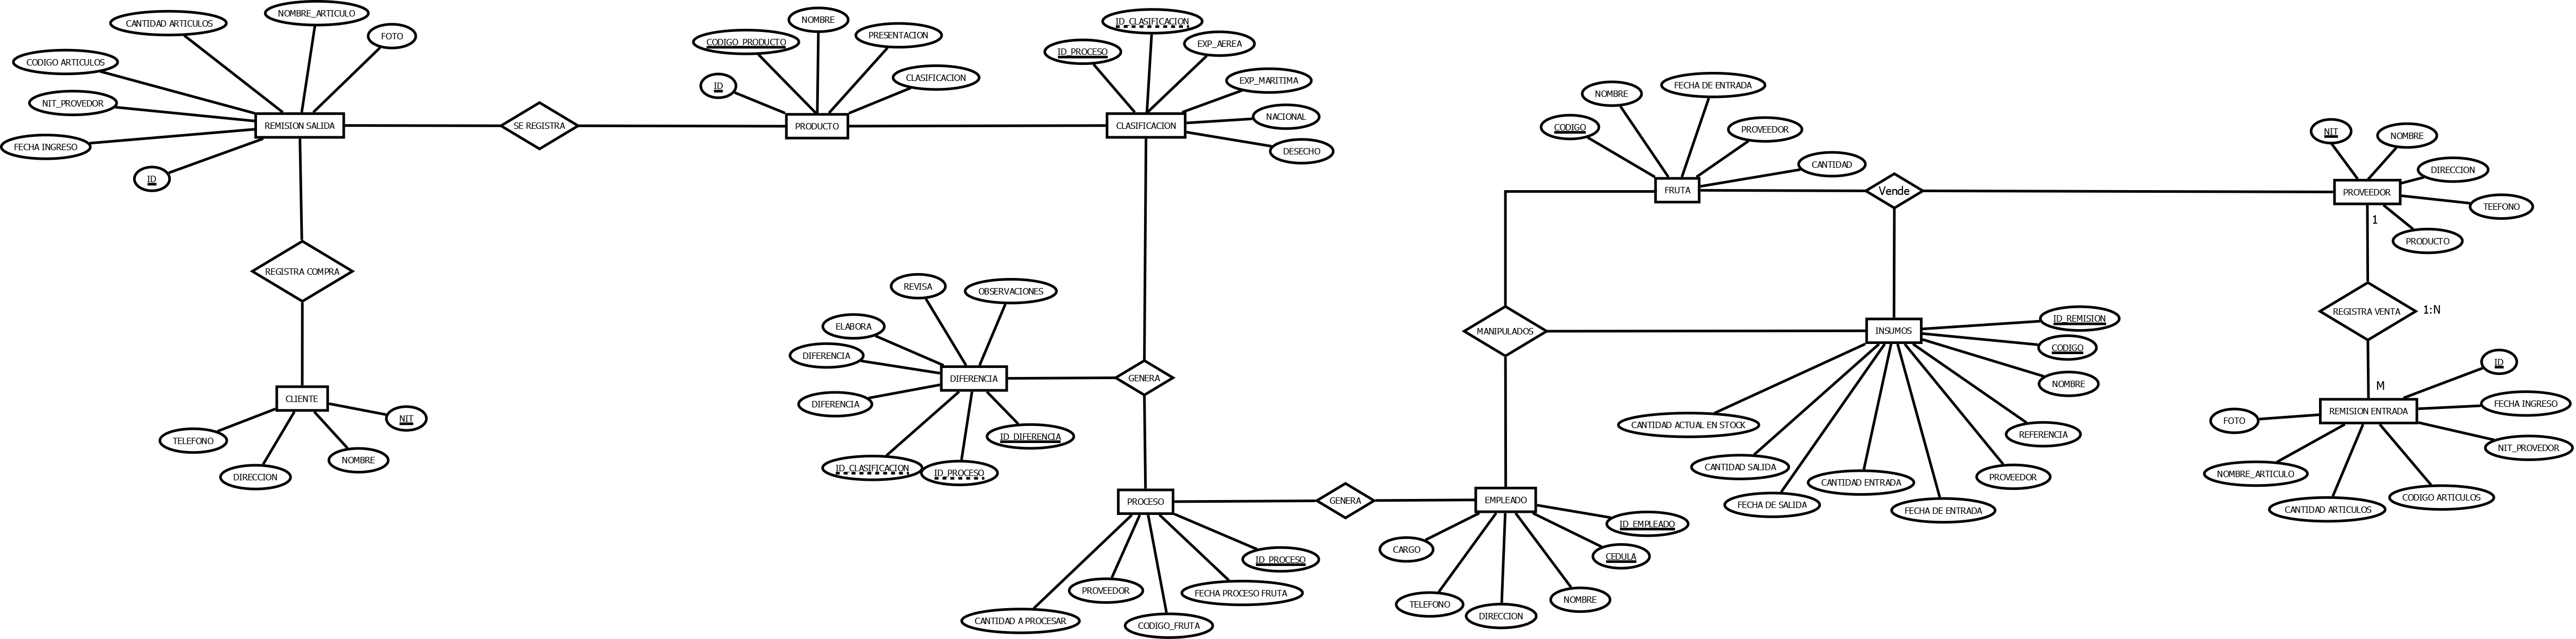 CANTIDAD ARTICULOS
NOMBRE_ARTICULO
FOTO
CODIGO ARTICULOS
NIT_PROVEDOR
FECHA INGRESO
ID
REMISION SALIDA
SE REGISTRA
REGISTRA COMPRA
CLIENTE
TELEFONO
DIRECCION
NOMBRE
NIT
CODIGO_PRODUCTO
NOMBRE
PRESENTACION
CLASIFICACION
ID
PRODUCTO
ID_CLASIFICACION
ID_PROCESO
EXP_AEREA
EXP_MARITIMA
NACIONAL
DESECHO
CLASIFICACION
REVISA
OBSERVACIONES
ELABORA
DIFERENCIA
DIFERENCIA
DIFERENCIA
ID_DIFERENCIA
ID_CLASIFICACION
ID_PROCESO
GENERA
PROCESO
ID_PROCESO
FECHA PROCESO FRUTA
PROVEEDOR
CODIGO_FRUTA
CANTIDAD A PROCESAR
GENERA
EMPLEADO
ID_EMPLEADO
CEDULA
CARGO
TELEFONO
DIRECCION
NOMBRE
MANIPULADOS
FECHA DE ENTRADA
NOMBRE
CODIGO
PROVEEDOR
CANTIDAD
FRUTA
Vende
INSUMOS
ID_REMISION
CODIGO
NOMBRE
REFERENCIA
PROVEEDOR
FECHA DE ENTRADA
CANTIDAD ENTRADA
FECHA DE SALIDA
CANTIDAD SALIDA
CANTIDAD ACTUAL EN STOCK
NIT
NOMBRE
DIRECCION
TEEFONO
PRODUCTO
PROVEEDOR
1
REGISTRA VENTA
1:N
M
REMISION ENTRADA
ID
FECHA INGRESO
NIT_PROVEDOR
CODIGO ARTICULOS
CANTIDAD ARTICULOS
NOMBRE_ARTICULO
FOTO